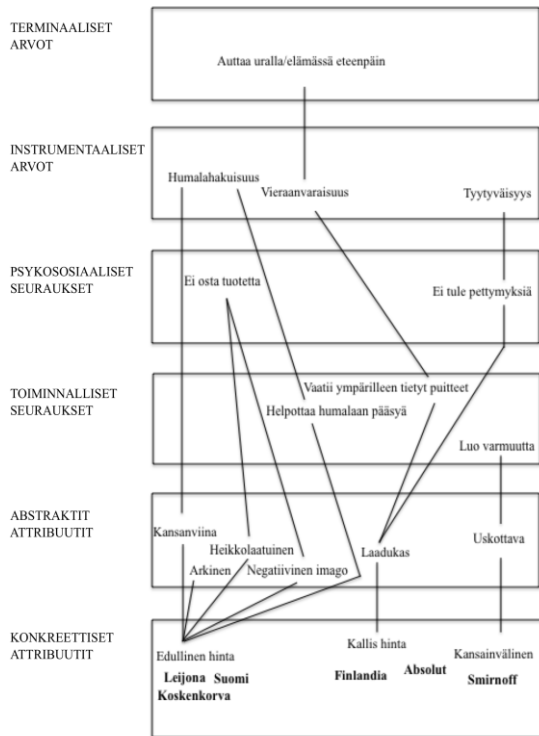 TERMINAALISET
ARVOT
Auttaa uralla/elämässä eteenpäin
INSTRUMENTAALISET
ARVOT
Humalahakuisuus
Vieraanvaraisuus
Tyytyväisyys
PSYKOSOSIAALISET
SEURAUKSET
Ei osta tuotetta
Ei tule pettymyksiä
TOIMINNALLISET
SEURAUKSET
Vaatii ympärilleen tietyt puitteet
Helpottaa humalaan pääsyä
Luo varmuutta
ABSTRAKTIT
ATTRIBUUTIT
Kansanviina
Heikkolaatuinen
Arkinen
Negatiivinen imago
Laadukas
Uskottava
KONKREETTISET
ATTRIBUUTIT
Edullinen hinta
Kallis hinta
Kansainvälinen
Leijona Suomi
Koskenkorva
Finlandia
Absolut
Smirnoff